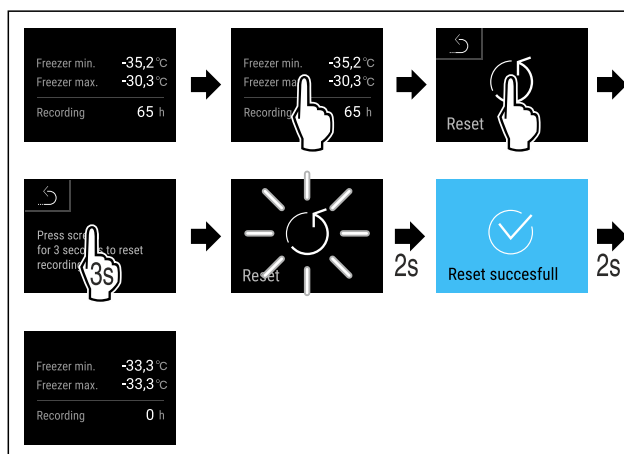 Freezer min. -35,2 °C
Freezer max. -30,3 °C
Recording 65 h
Freezer min. -35,2 °C
-30,3 °C
65 h
Reset
Press
for 3 to reset
3s
Reset
2s
Reset succesfull
2s
Freezer min. -33,3 °C
Freezer max. -33,3 °C
Recording 0 h